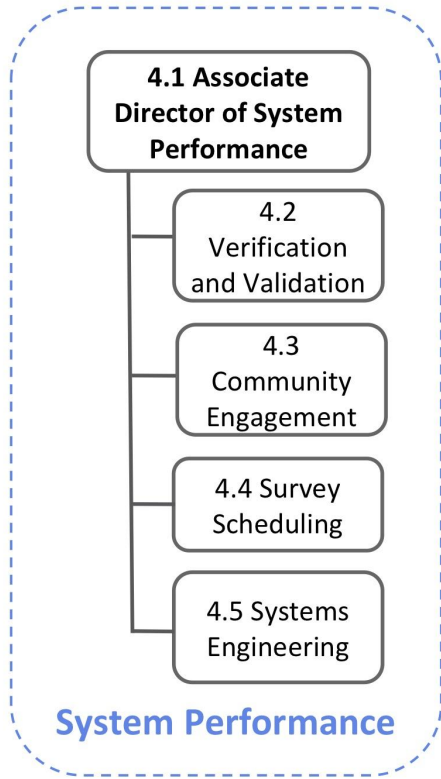 4.1 Associate
Director of System
Performance
4.2
Verification
and Validation
4.3
Community
Engagement
4.4 Survey
Scheduling
4.5 Systems
Engineering
System Performance